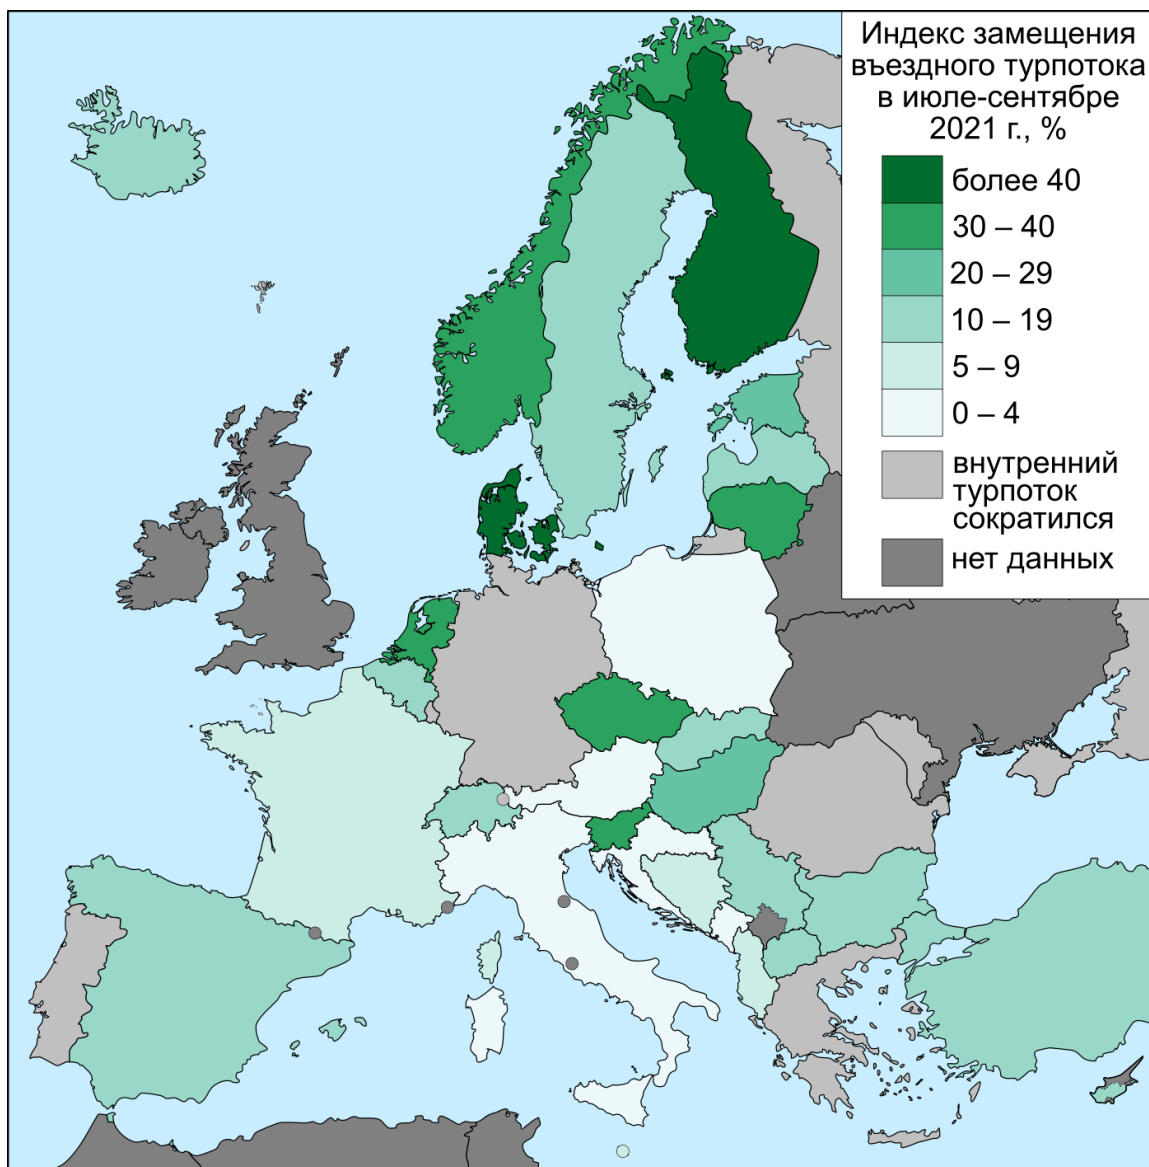 Индекс замещения
въездного турпотока
в июле-сентябре
2021 г., %
более 40
30 – 40
20 – 29
10 – 19
5 – 9
0 – 4
внутренний
турпоток
сократился
нет данных